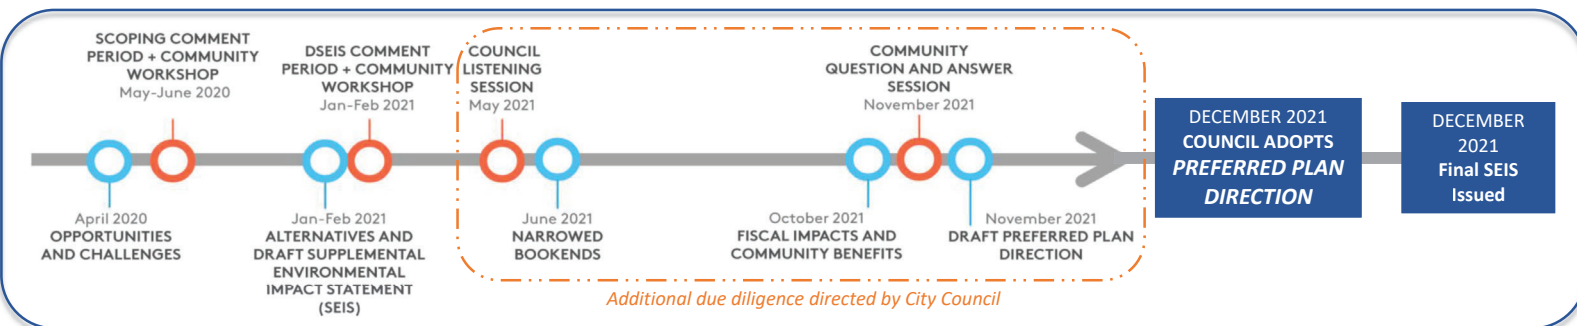 SCOPING COMMENT
PERIOD + COMMUNITY
WORKSHOP
May-June 2020
DSEIS COMMENT
PERIOD + COMMUNITY
WORKSHOP
Jan-Feb 2021
COUNCIL
LISTENING
SESSION
May 2021
COMMUNITY
QUESTION AND ANSWER
SESSION
November 2021
DECEMBER 2021
COUNCIL ADOPTS
PREFERRED PLAN
DIRECTION
DECEMBER
2021
Final SEIS
Issued
April 2020
OPPORTUNITIES
AND CHALLENGES
Jan-Feb 2021
ALTERNATIVES AND
DRAFT SUPPLEMENTAL
ENVIRONMENTAL
IMPACT STATEMENT
(SEIS)
June 2021
NARROWED
BOOKENDS
October 2021
FISCAL IMPACTS AND
COMMUNITY BENEFITS
November 2021
DRAFT PREFERRED PLAN
DIRECTION
Additional due diligence directed by City Council